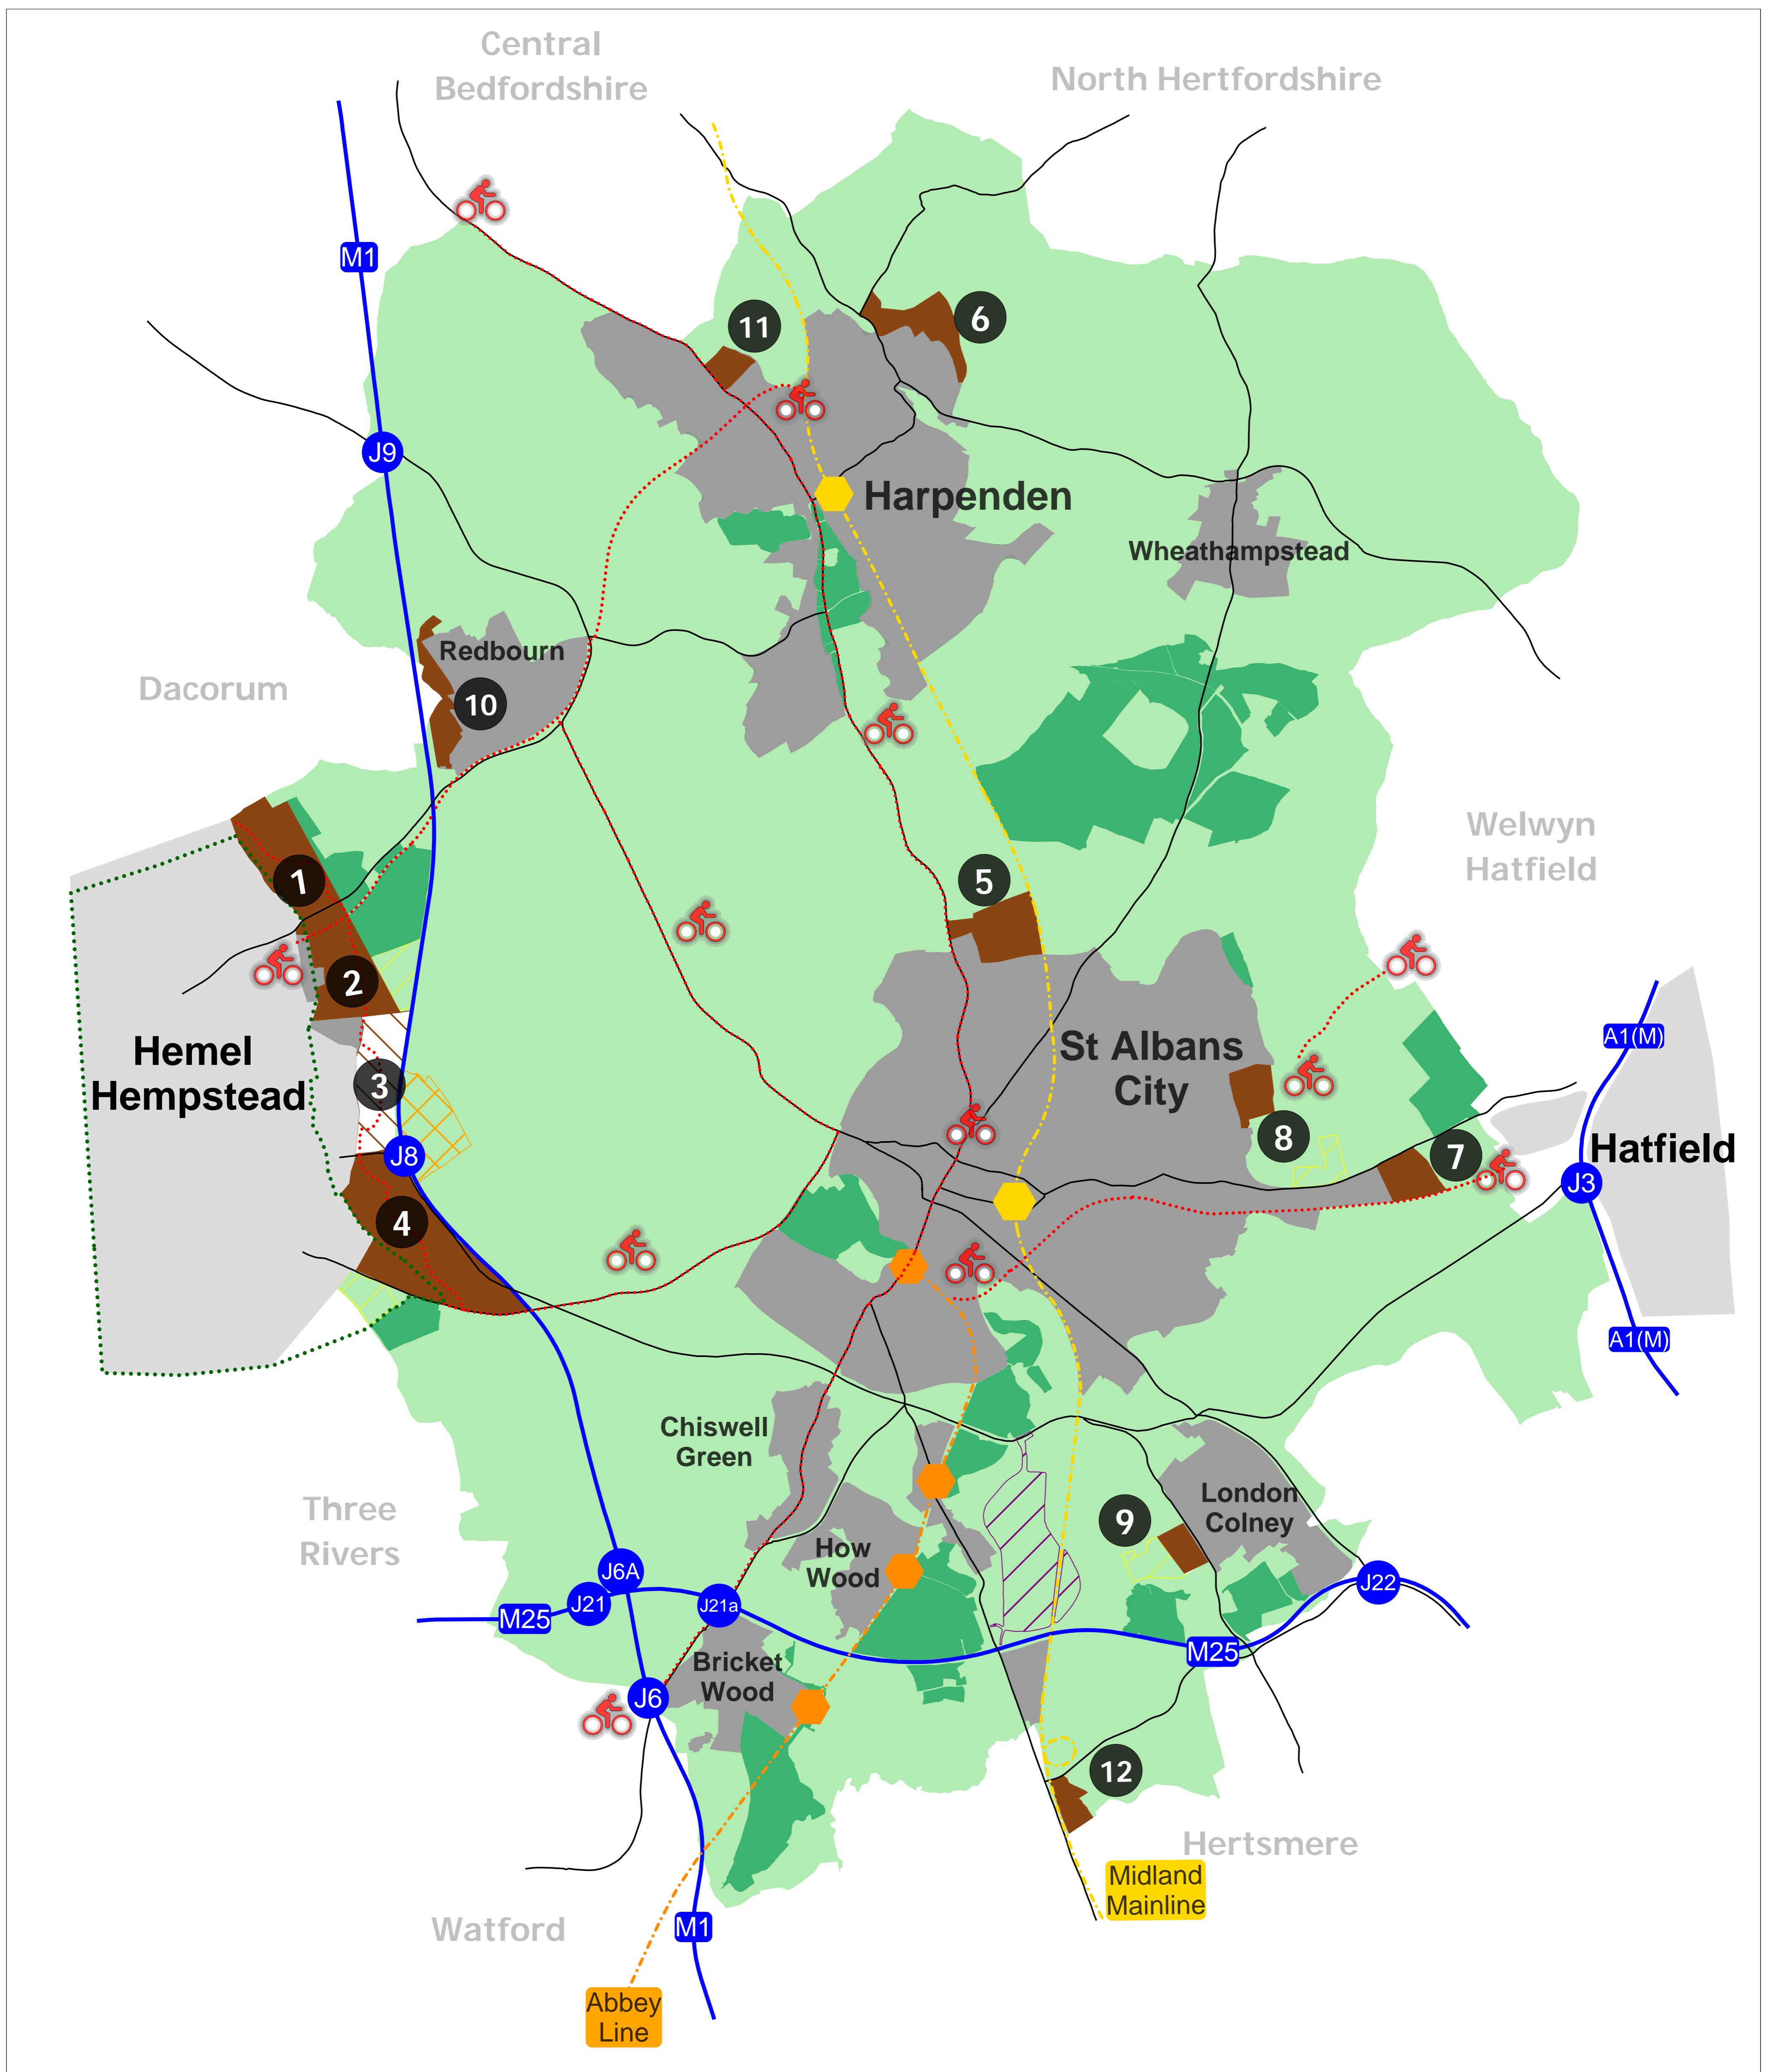 Central
Bedfordshire
North Hertfordshire
M1
11
6
J9
Harpenden
Wheathampstead
Redbourn
Dacorum
10
Welwyn
Hatfield
1
5
2
Hemel
Hempstead
St Albans
City
A1(M)
3
8
7
J8
Hatfield
J3
4
A1(M)
Chiswell
Green
Three
Rivers
London
Colney
9
How
Wood
J6A
J21
J21a
J22
M25
M25
Bricket
Wood
J6
12
Hertsmere
Midland
Mainline
Watford
M1
Abbey
Line